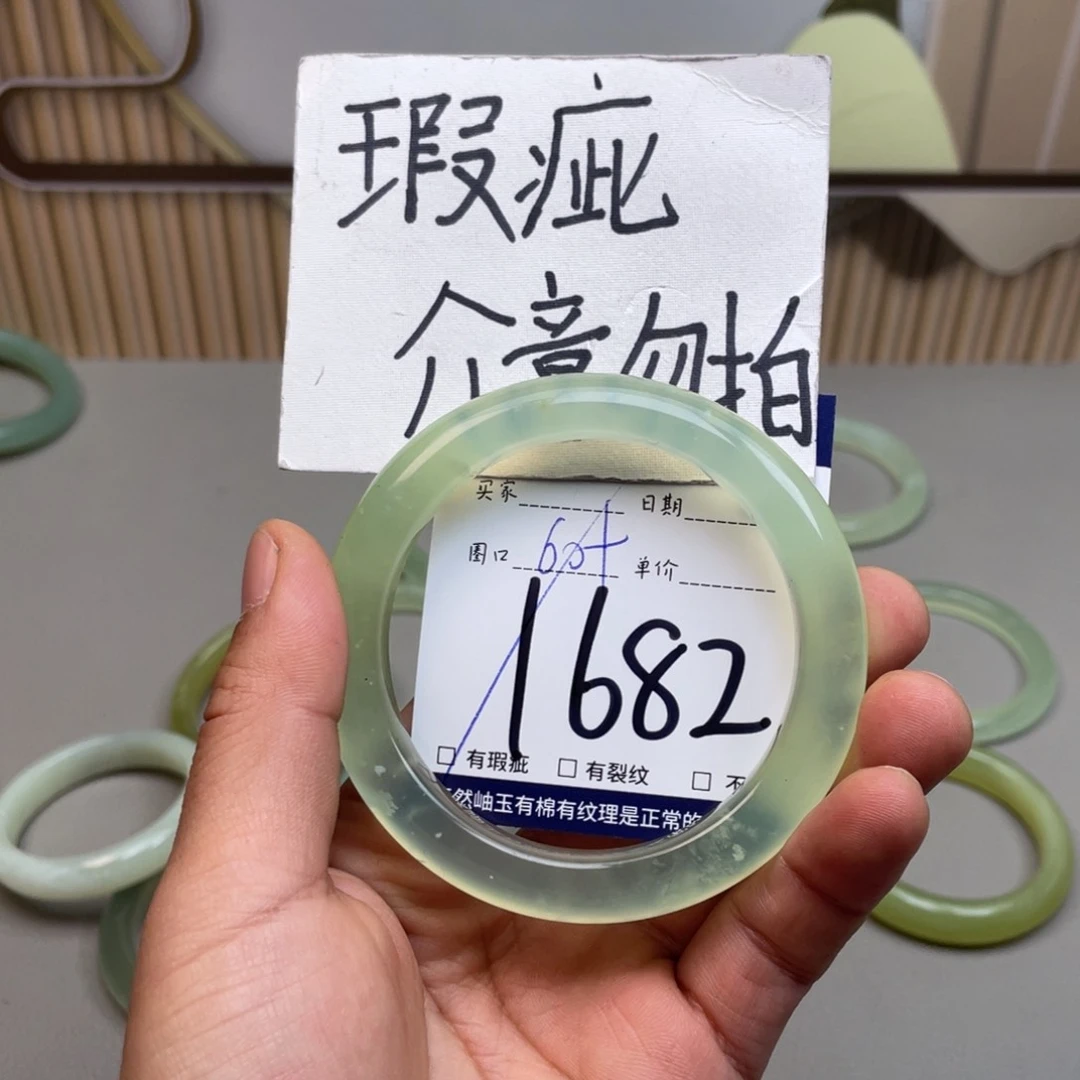 瑕疵
介意勿拍
买家 日期
圈口 60+ 单价
1682
□ 有瑕疵 □ 有裂纹 □ 不
然岫玉有棉有纹理是正常的